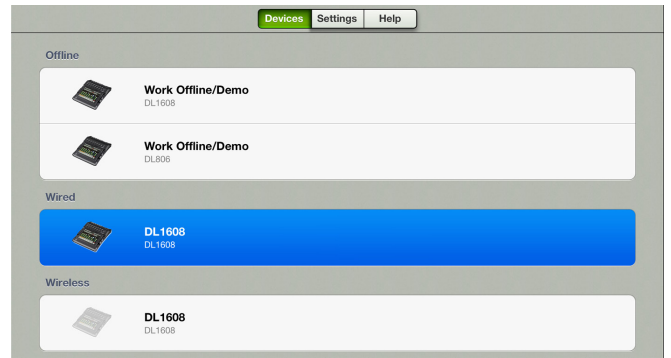 Devices Settings Help
Offline
Work Offline/Demo
DL1608
Work Offline/Demo
DL806
Wired
DL1608
DL1608
Wireless
DL1608
DL1608